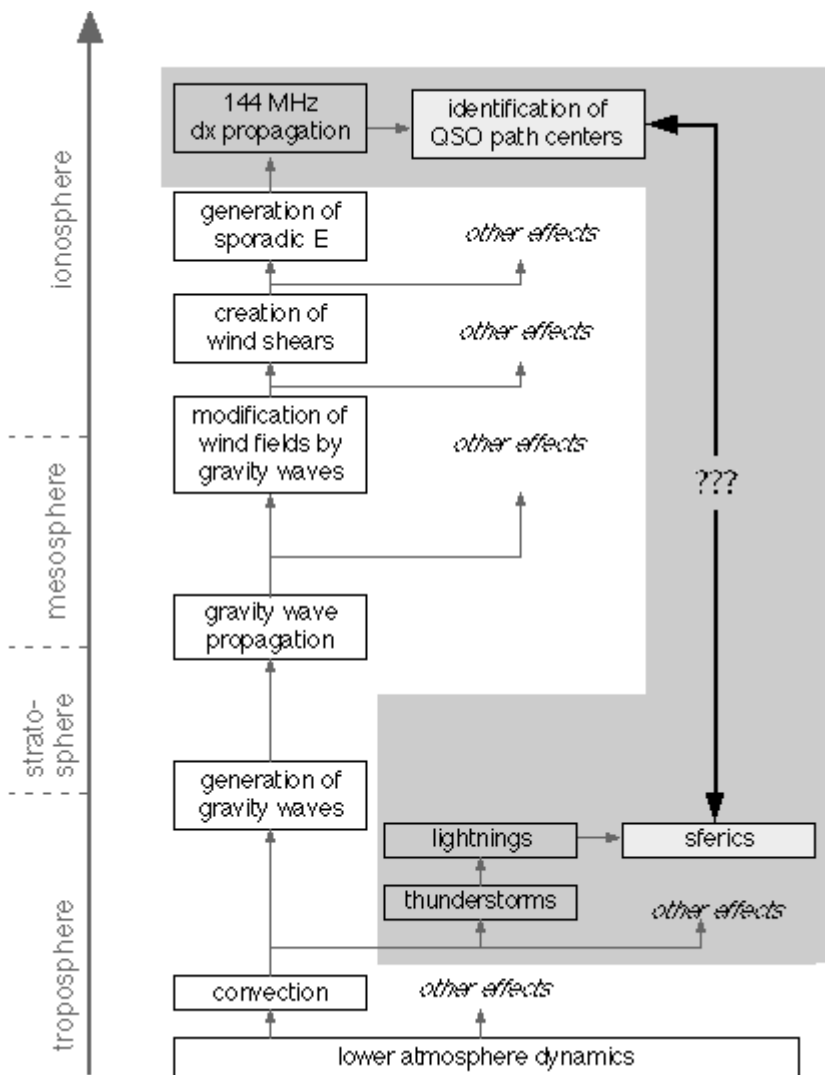 144 MHz
dx propagation
identification of
QSO path centers
generation of
sporadic E
other effects
creation of
wind shears
other effects
modification of
wind fields by
gravity waves
other effects
???
gravity wave
propagation
generation of
gravity waves
lightnings
sferics
thunderstorms
other effects
convection
other effects
lower atmosphere dynamics
ionosphere
mesosphere
strato-
sphere
troposphere